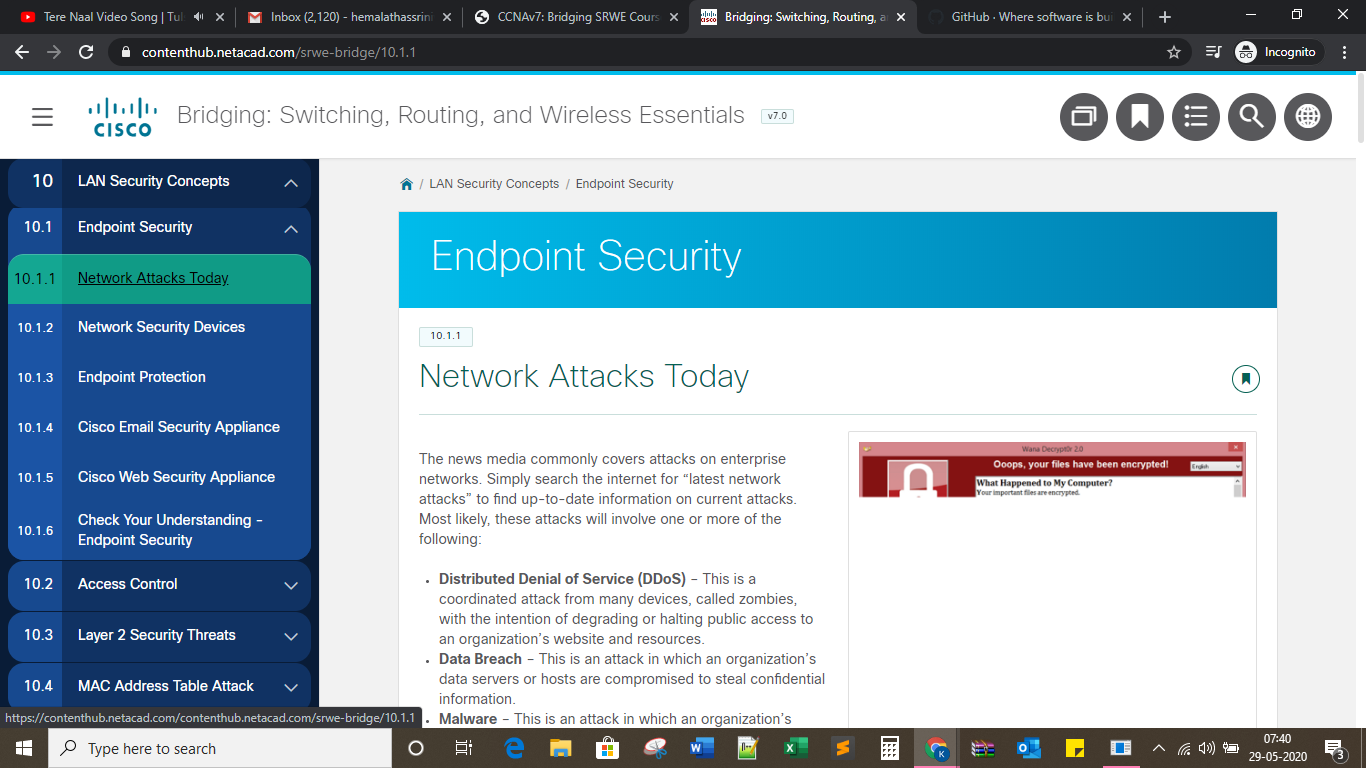 Tere Naal Video Song | Tul
Inbox (2,120) - hemalathassrini
CCNAv7: Bridging SRWE Cours
Bridging: Switching, Routing, a
GitHub · Where software is bui
contenthub.netacad.com/srwe-bridge/10.1.1
Incognito
CISCO
Bridging: Switching, Routing, and Wireless Essentials
v7.0
10 LAN Security Concepts
10.1 Endpoint Security
10.1.1 Network Attacks Today
10.1.2 Network Security Devices
10.1.3 Endpoint Protection
10.1.4 Cisco Email Security Appliance
10.1.5 Cisco Web Security Appliance
10.1.6 Check Your Understanding -
Endpoint Security
10.2 Access Control
10.3 Layer 2 Security Threats
10.4 MAC Address Table Attack
https://contenthub.netacad.com/contenthub.netacad.com/srwe-bridge/10.1.1
/ LAN Security Concepts / Endpoint Security
Endpoint Security
10.1.1
Network Attacks Today
The news media commonly covers attacks on enterprise
networks. Simply search the internet for “latest network
attacks” to find up-to-date information on current attacks.
Most likely, these attacks will involve one or more of the
following:
• Distributed Denial of Service (DDoS) – This is a
coordinated attack from many devices, called zombies,
with the intention of degrading or halting public access to
an organization’s website and resources.
• Data Breach – This is an attack in which an organization’s
data servers or hosts are compromised to steal confidential
information.
• Malware – This is an attack in which an organization’s
Wana Decrypt0r 2.0
Ooops, your files have been encrypted!
English
What Happened to My Computer?
Your important files are encrypted.
Type here to search
K
07:40
29-05-2020
3